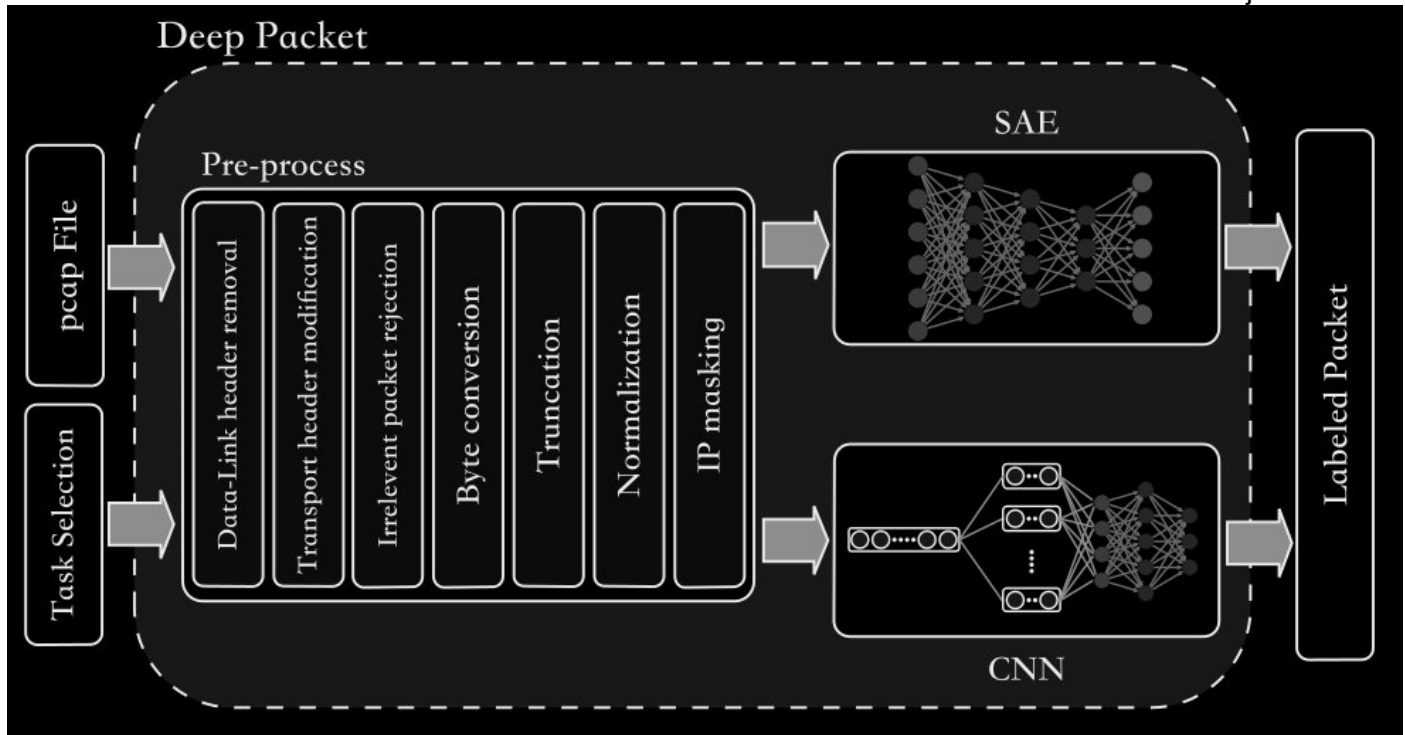 Deep Packet
pcap File
Task Selection
Pre-process
Data-Link header removal
Transport header modification
Irrelevent packet rejection
Byte conversion
Truncation
Normalization
IP masking
SAE
CNN
Labeled Packet